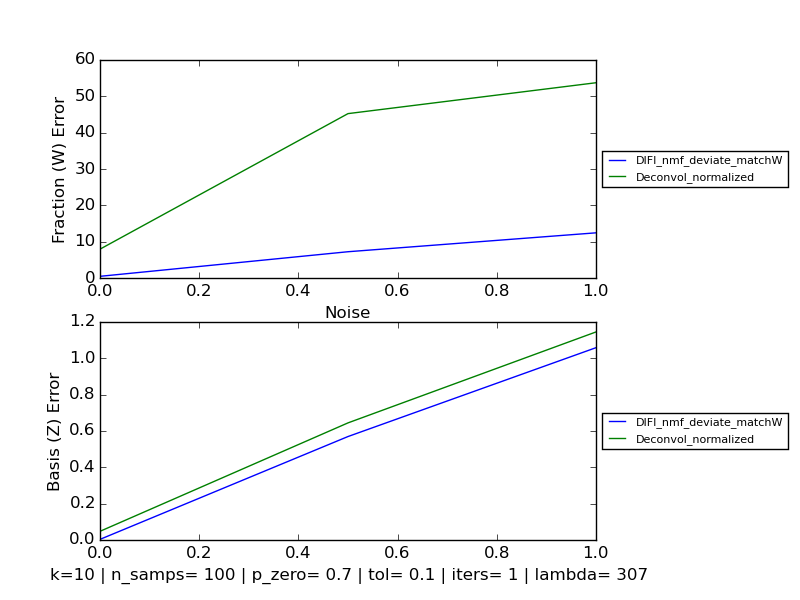 60
50
40
30
20
10
0
Fraction (W) Error
0.0 0.2 0.4 0.6 0.8 1.0
Noise
DIFI_nmf_deviate_matchW
Deconvol_normalized
1.2
1.0
0.8
0.6
0.4
0.2
0.0
Basis (Z) Error
0.0 0.2 0.4 0.6 0.8 1.0
DIFI_nmf_deviate_matchW
Deconvol_normalized
k=10 | n_samps= 100 | p_zero= 0.7 | tol= 0.1 | iters= 1 | lambda= 307